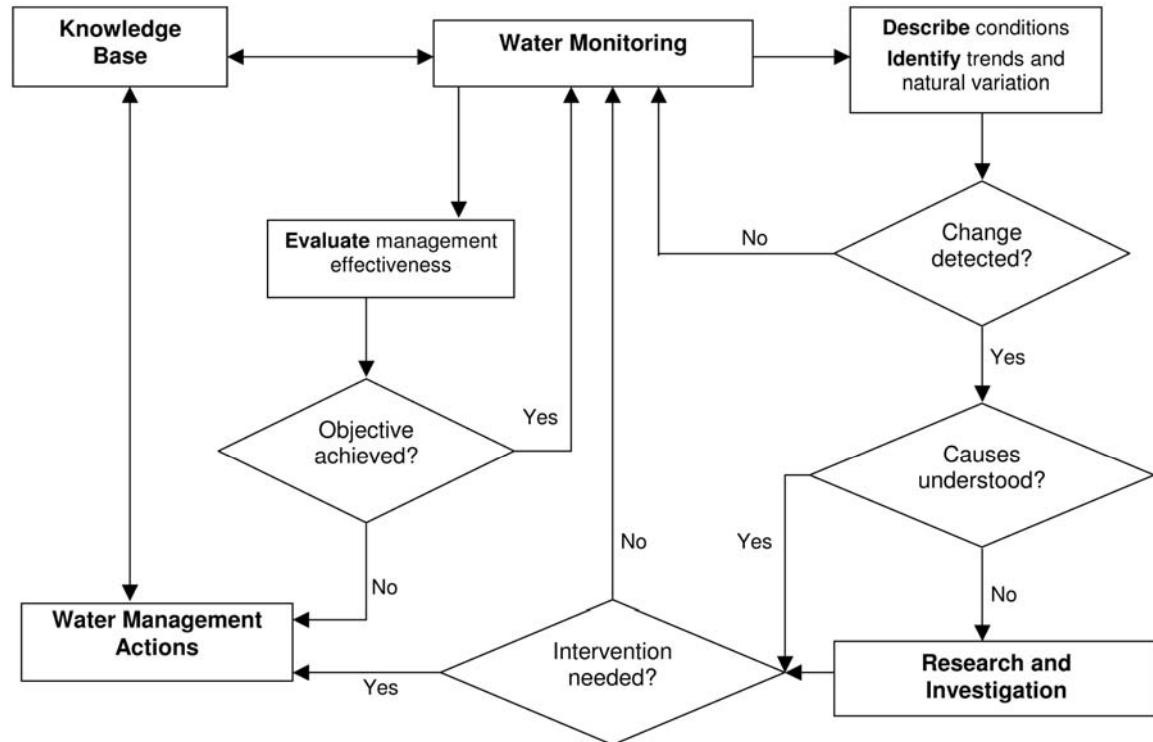 Knowledge
Base
Water Monitoring
Describe conditions
Identify trends and
natural variation
Evaluate management
effectiveness
No
Change
detected?
Yes
Objective
achieved?
Yes
Causes
understood?
No
No
Yes
No
Water Management
Actions
Yes
Intervention
needed?
Research and
Investigation